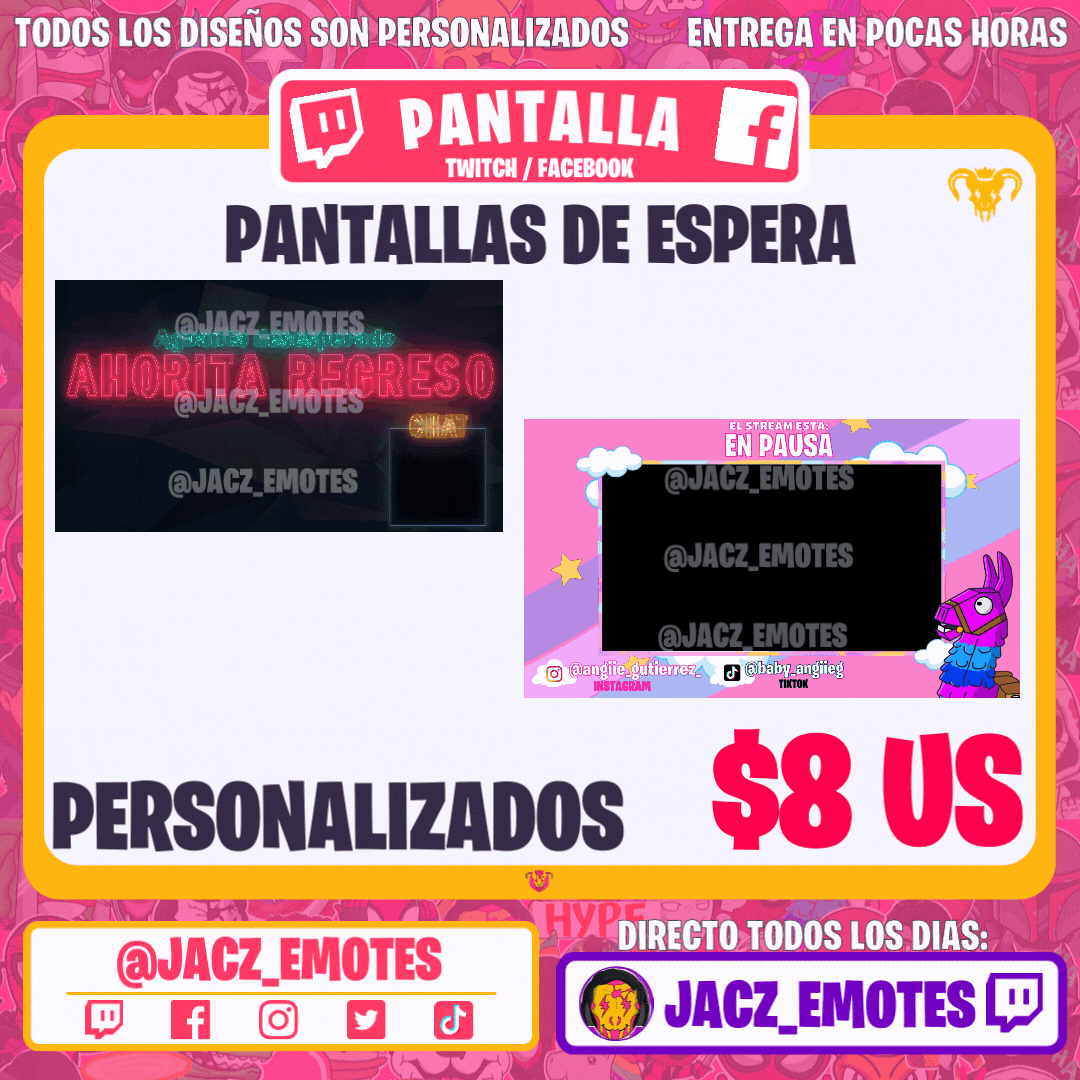 TODOS LOS DISEÑOS SON PERSONALIZADOS
ENTREGA EN POCAS HORAS
TOXIC
PANTALLA
TWITCH / FACEBOOK
PANTALLAS DE ESPERA
@JACZ_EMOTES
AHORITA REGRESO
@JACZ_EMOTES
CHAT
@JACZ_EMOTES
EL STREAM ESTA:
EN PAUSA
@JACZ_EMOTES
@JACZ_EMOTES
@JACZ_EMOTES
@angiie_gutierrez_
INSTAGRAM
@baby_angiieg
TIKTOK
$8 US
PERSONALIZADOS
HYPE
@JACZ_EMOTES
DIRECTO TODOS LOS DIAS:
JACZ_EMOTES